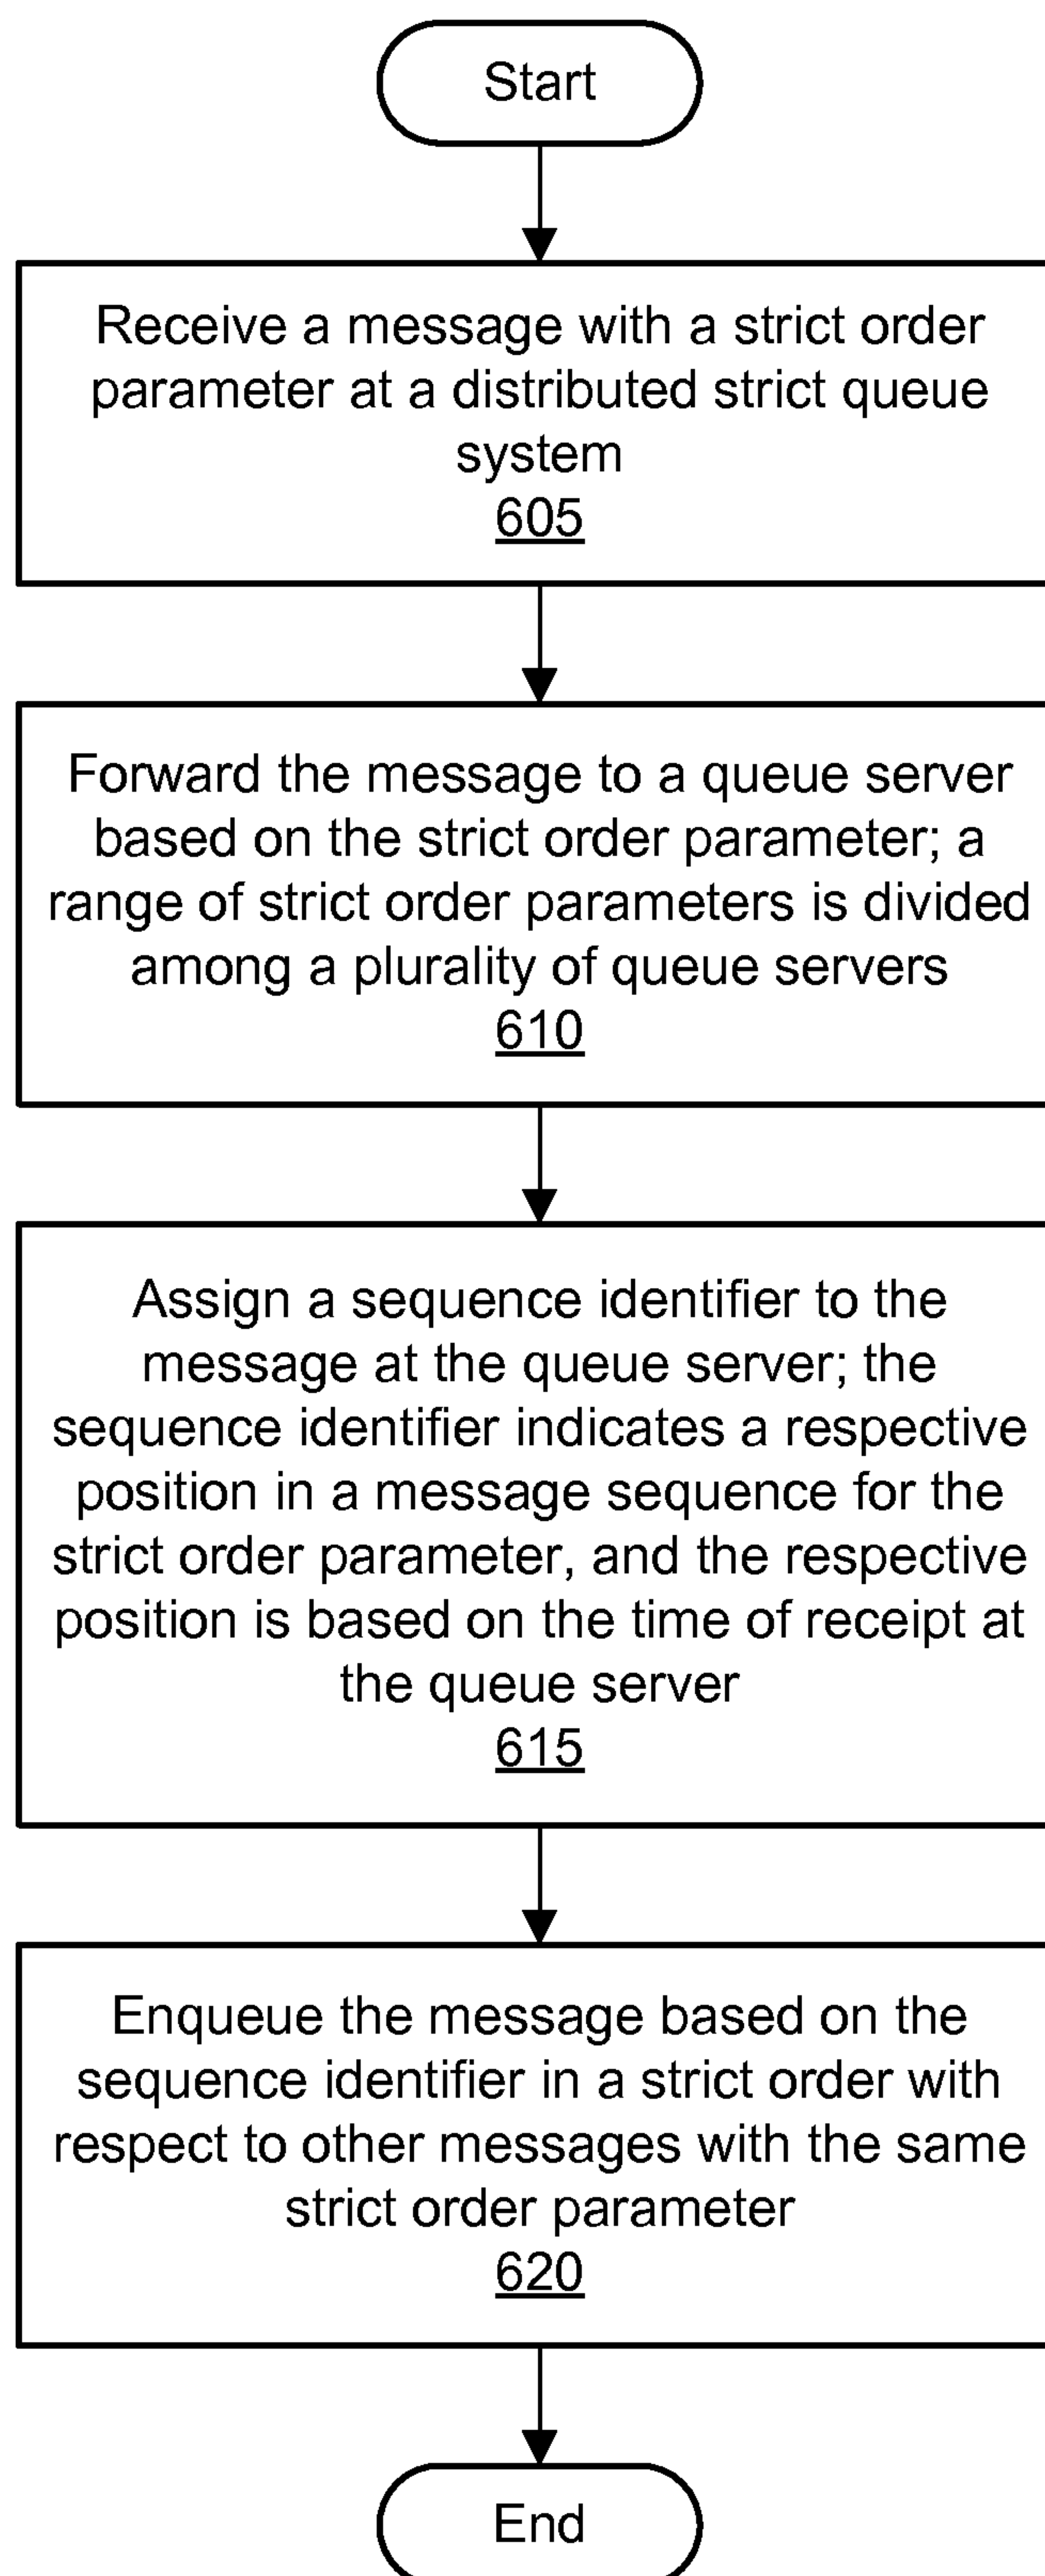 Start
Receive a message with a strict order
parameter at a distributed strict queue
system
605
Forward the message to a queue server
based on the strict order parameter; a
range of strict order parameters is divided
among a plurality of queue servers
610
Assign a sequence identifier to the
message at the queue server; the
sequence identifier indicates a respective
position in a message sequence for the
strict order parameter, and the respective
position is based on the time of receipt at
the queue server
615
Enqueue the message based on the
sequence identifier in a strict order with
respect to other messages with the same
strict order parameter
620
End